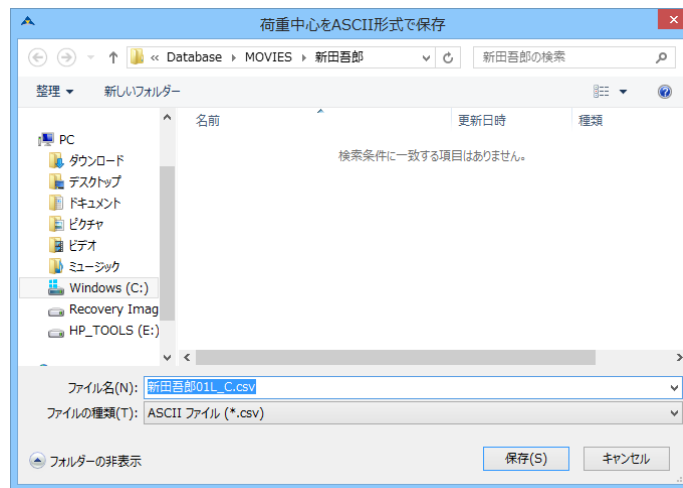 荷重中心をASCII形式で保存
« Database ▸ MOVIES ▸ 新田吾郎
新田吾郎の検索
整理 ▼ 新しいフォルダー
名前 更新日時 種類
検索条件に一致する項目はありません。
PC
ダウンロード
デスクトップ
ドキュメント
ピクチャ
ビデオ
ミュージック
Windows (C:)
Recovery Imag
HP_TOOLS (E:)
ファイル名(N): 新田吾郎01L_C.csv
ファイルの種類(T): ASCII ファイル (*.csv)
フォルダーの非表示 保存(S) キャンセル